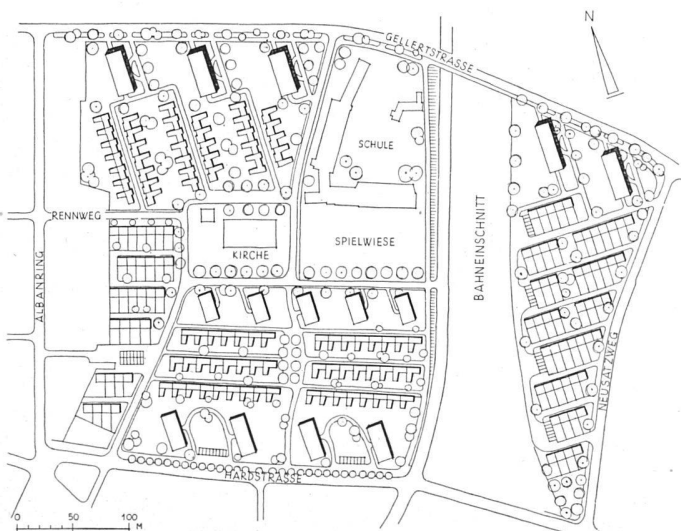 N
GELLERTSTRASSE
SCHULE
RENNWEG
SPIELWIESE
KIRCHE
BAHNEINSCHNITT
ALBANRING
NEUSATZWEG
HARDSTRASSE
0 50 100 M